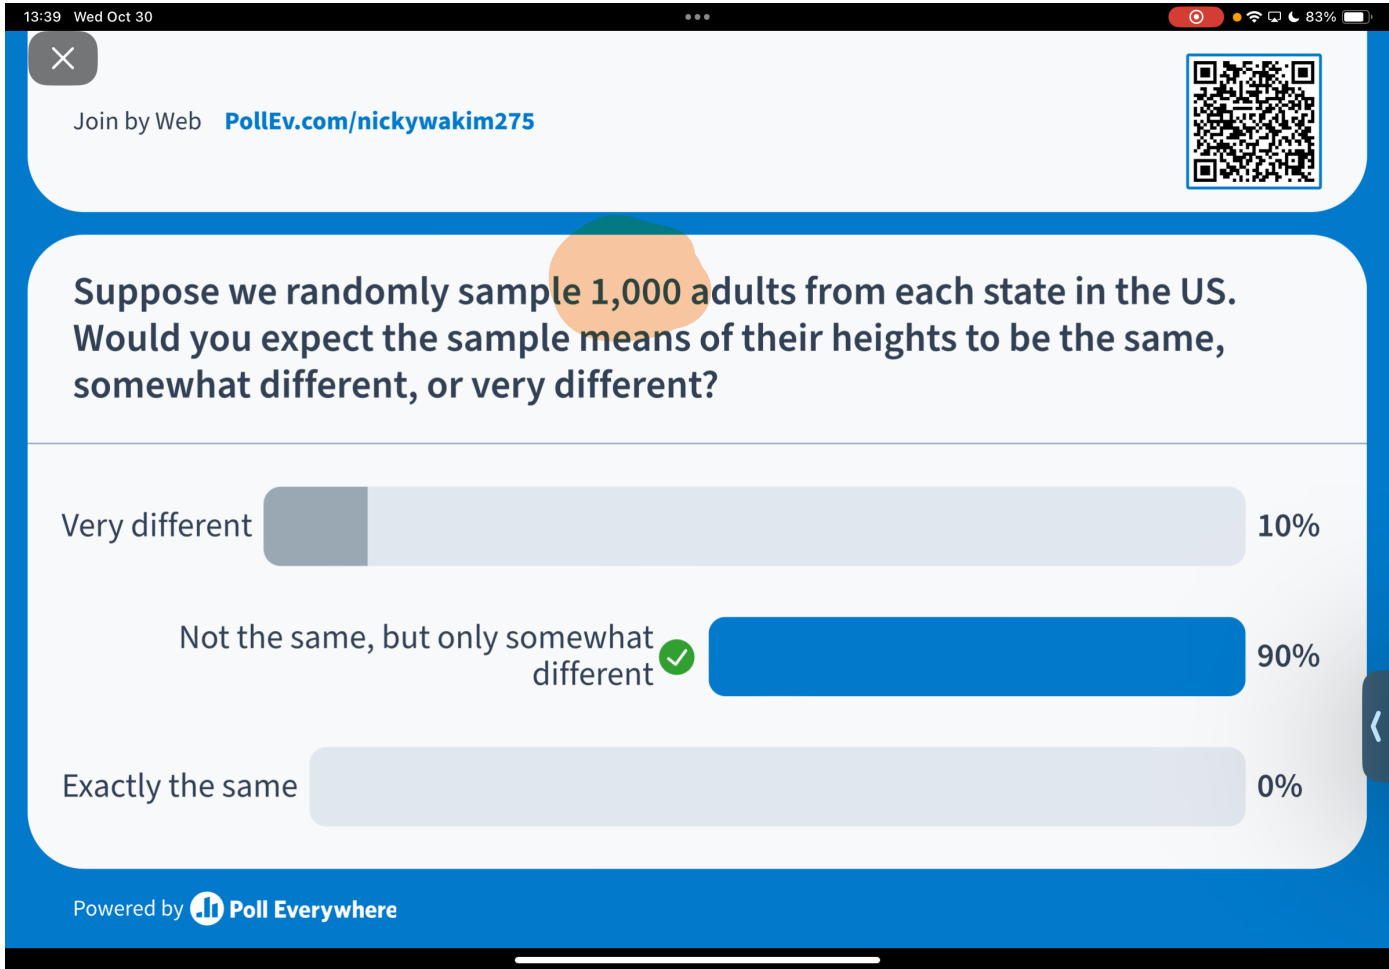 13:39 Wed Oct 30
83%
Join by Web PollEv.com/nickywakim275
Suppose we randomly sample 1,000 adults from each state in the US.
Would you expect the sample means of their heights to be the same,
somewhat different, or very different?
Very different 10%
Not the same, but only somewhat
different 90%
Exactly the same 0%
Powered by Poll Everywhere